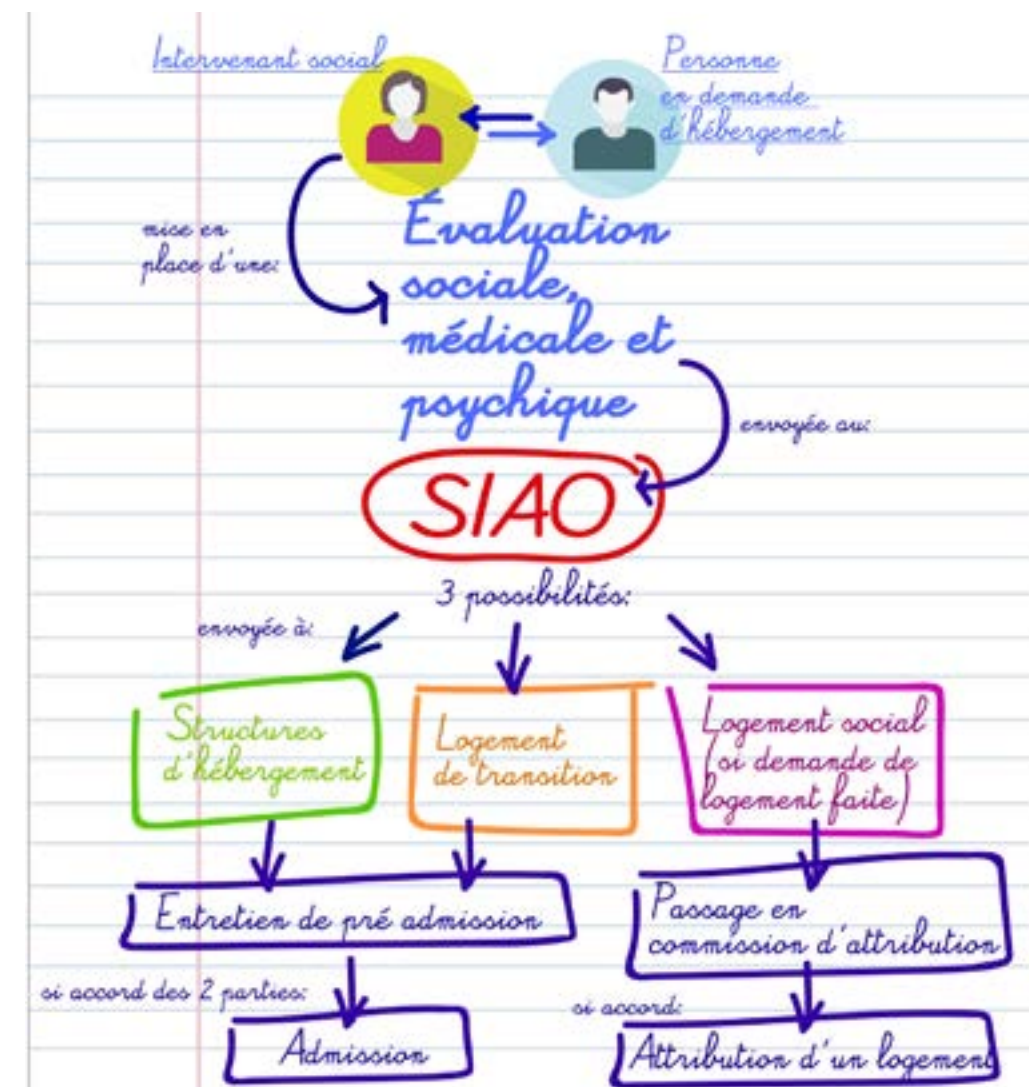 Intervenant social
Personne
en demande
d'hébergement
mise en
place d'une:
Évaluation
sociale,
médicale et
psychique
envoyée au:
SIAO
3 possibilités:
envoyée à:
Structures
d'hébergement
Logement
de transition
Logement social
(si demande de
logement faite)
Entretien de pré admission
Passage en
commission d'attribution
si accord des 2 parties:
si accord:
Admission
Attribution d'un logement